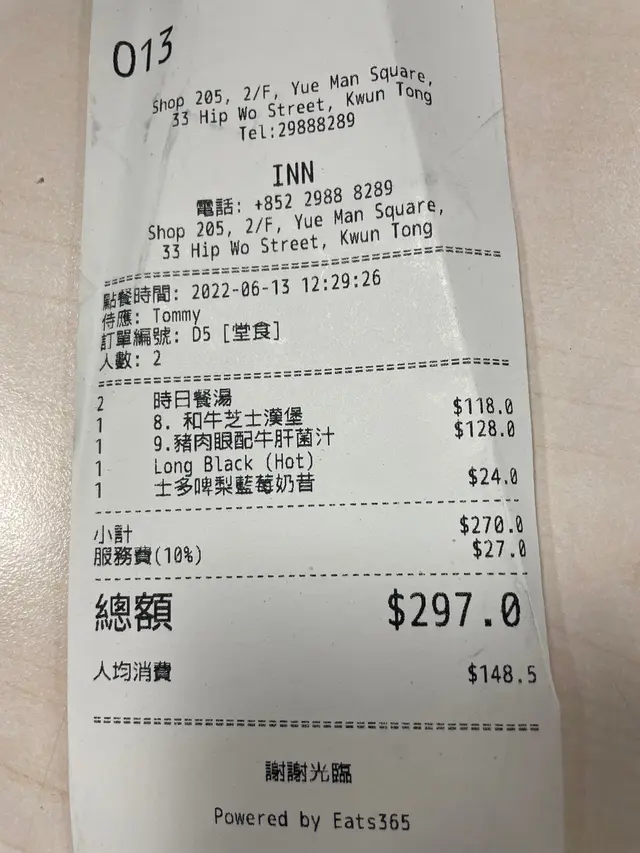 013
Shop 205, 2/F, Yue Man Square,
33 Hip Wo Street, Kwun Tong
Tel:29888289
INN
電話: +852 2988 8289
Shop 205, 2/F, Yue Man Square,
33 Hip Wo Street, Kwun Tong
點餐時間: 2022-06-13 12:29:26
侍應: Tommy
訂單編號: D5 [堂食]
人數: 2
2 時日餐湯
1 8. 和牛芝士漢堡 $118.0
1 9.豬肉眼配牛肝菌汁 $128.0
1 Long Black (Hot)
1 士多啤梨藍莓奶昔 $24.0
小計 $270.0
服務費(10%) $27.0
總額 $297.0
人均消費 $148.5
謝謝光臨
Powered by Eats365